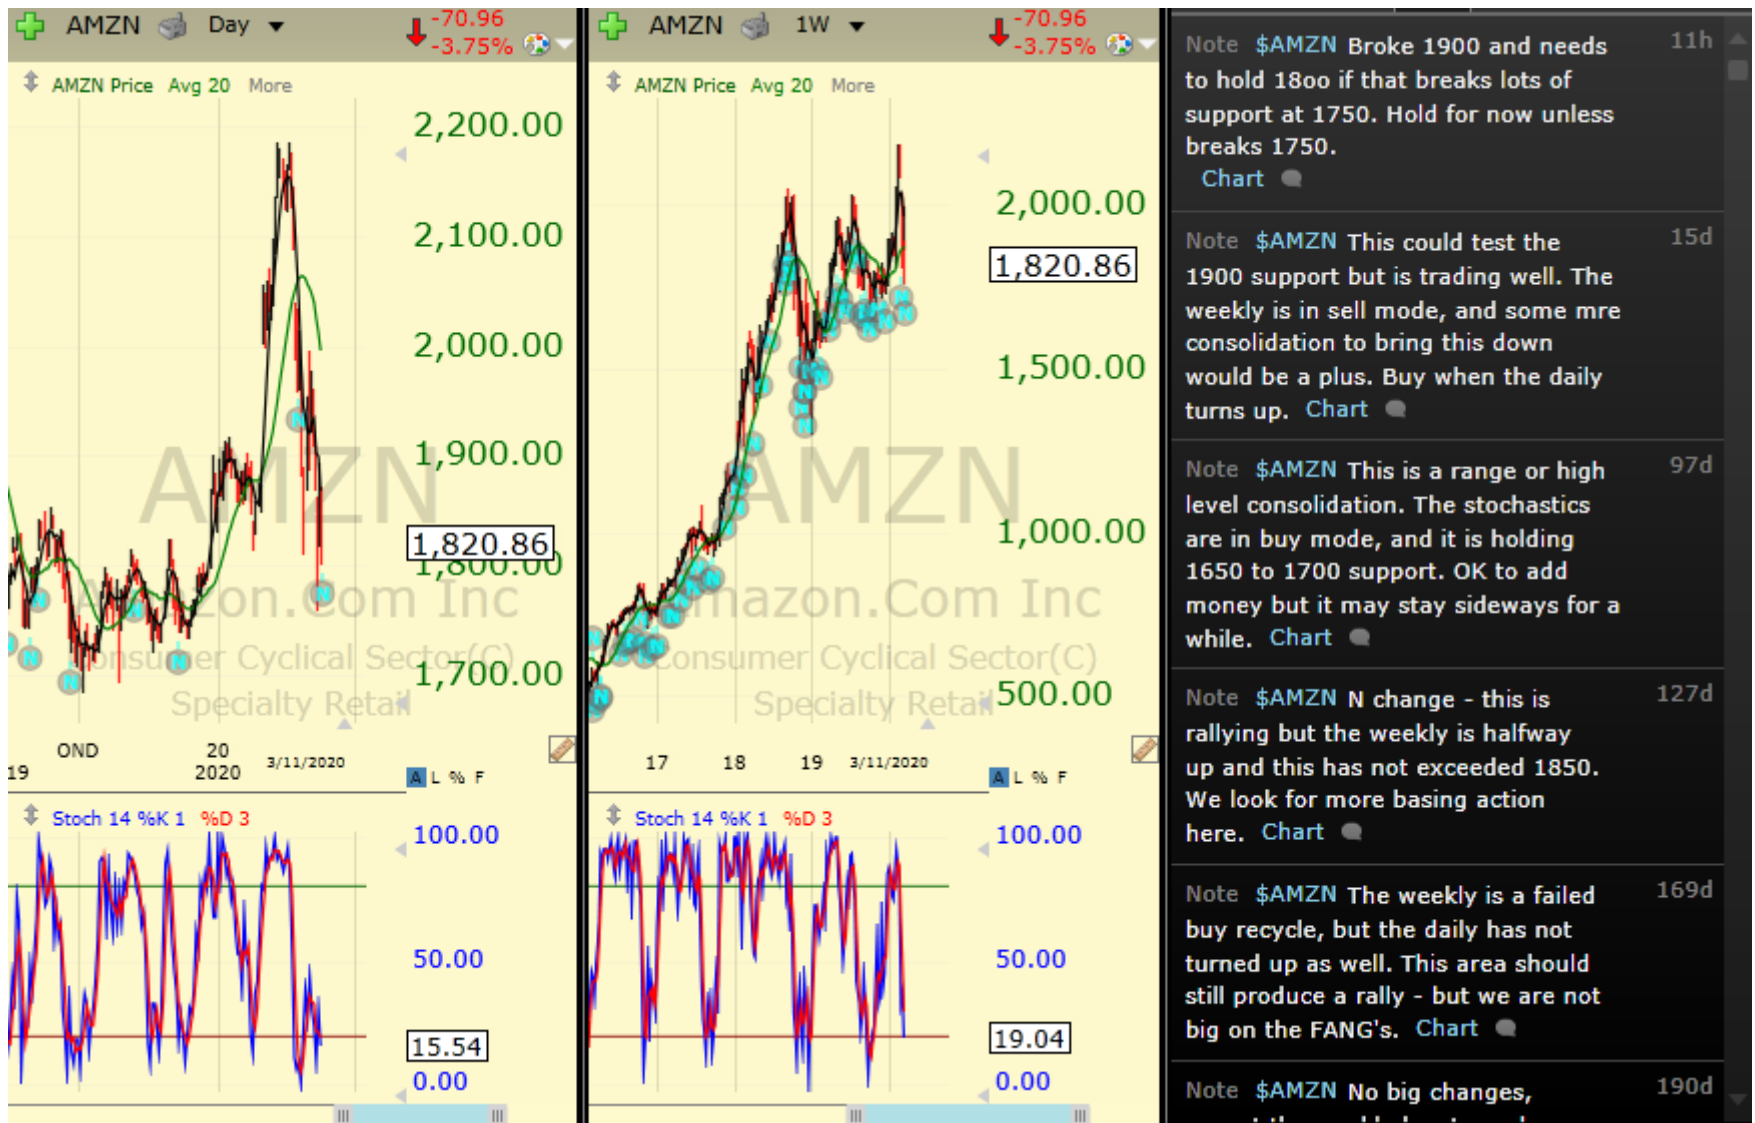 AMZN Day
-70.96
-3.75%
AMZN Price Avg 20 More
2,200.00
2,100.00
2,000.00
1,900.00
1,820.86
1,800.00
1,700.00
AMZN
Amazon.Com Inc
Consumer Cyclical Sector(C)
Specialty Retail
OND 20
19 2020 3/11/2020
A L % F
Stoch 14 %K 1 %D 3
100.00
50.00
15.54
0.00
AMZN 1W
-70.96
-3.75%
AMZN Price Avg 20 More
2,000.00
1,820.86
1,500.00
1,000.00
500.00
AMZN
Amazon.Com Inc
Consumer Cyclical Sector(C)
Specialty Retail
17 18 19 3/11/2020
A L % F
Stoch 14 %K 1 %D 3
100.00
50.00
19.04
0.00
Note $AMZN Broke 1900 and needs 11h
to hold 18oo if that breaks lots of
support at 1750. Hold for now unless
breaks 1750.
Chart
Note $AMZN This could test the 15d
1900 support but is trading well. The
weekly is in sell mode, and some mre
consolidation to bring this down
would be a plus. Buy when the daily
turns up. Chart
Note $AMZN This is a range or high 97d
level consolidation. The stochastics
are in buy mode, and it is holding
1650 to 1700 support. OK to add
money but it may stay sideways for a
while. Chart
Note $AMZN N change - this is 127d
rallying but the weekly is halfway
up and this has not exceeded 1850.
We look for more basing action
here. Chart
Note $AMZN The weekly is a failed 169d
buy recycle, but the daily has not
turned up as well. This area should
still produce a rally - but we are not
big on the FANG's. Chart
Note $AMZN No big changes, 190d